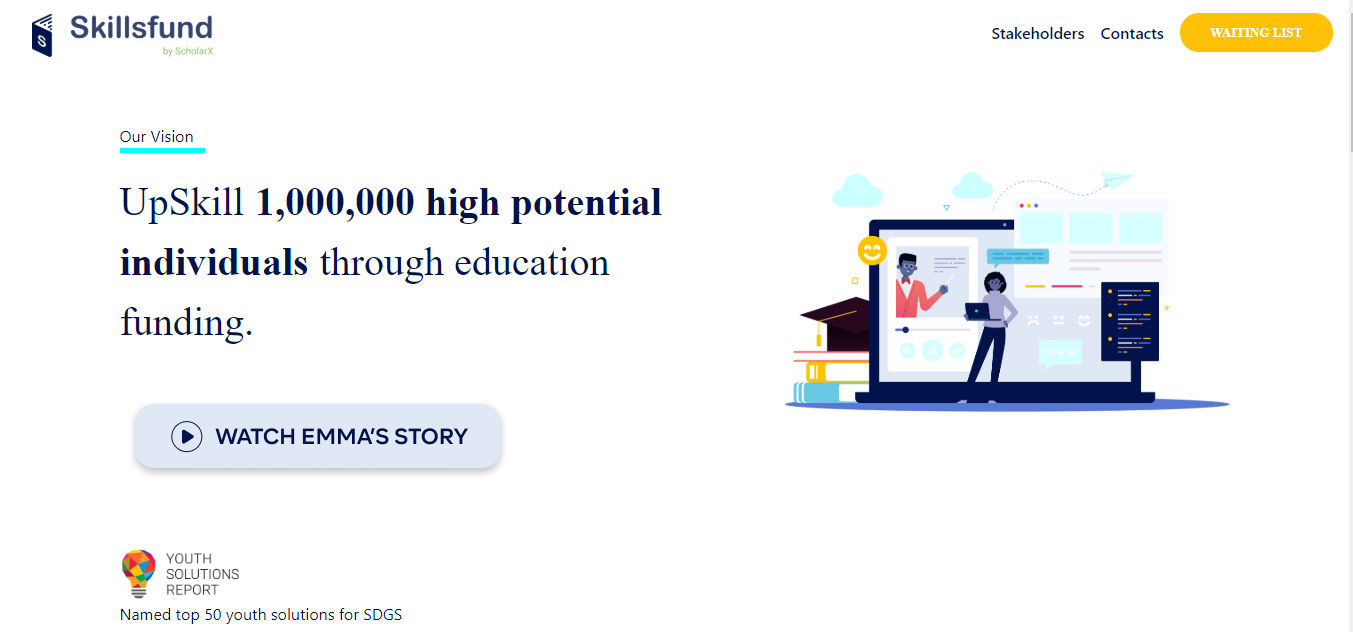 Skillsfund
by ScholarX
Stakeholders Contacts WAITING LIST
Our Vision
UpSkill 1,000,000 high potential
individuals through education
funding.
WATCH EMMA'S STORY
YOUTH
SOLUTIONS
REPORT
Named top 50 youth solutions for SDGS